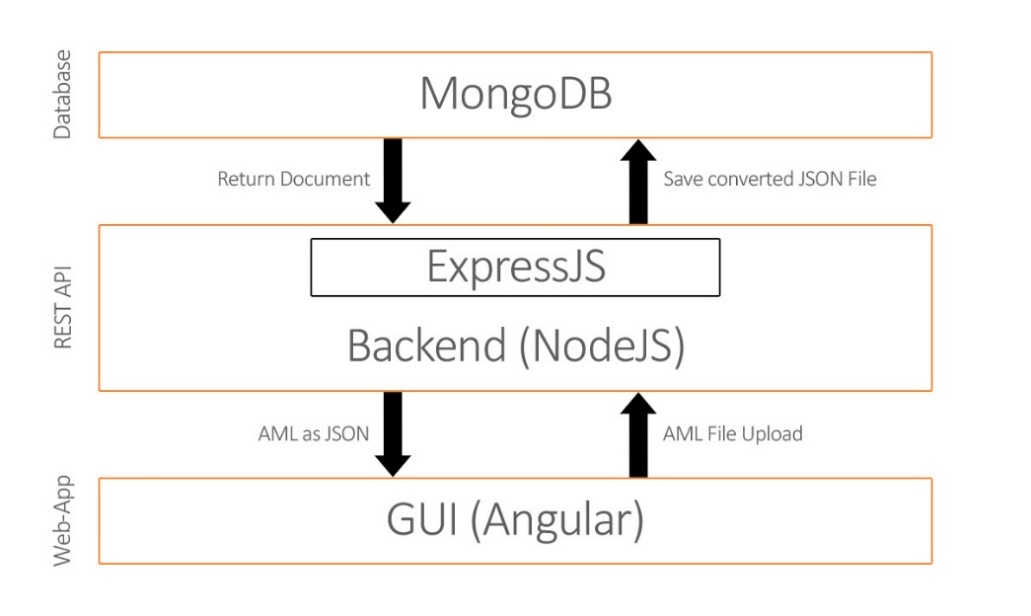 Database
MongoDB
Return Document
Save converted JSON File
REST API
ExpressJS
Backend (NodeJS)
AML as JSON
AML File Upload
Web-App
GUI (Angular)